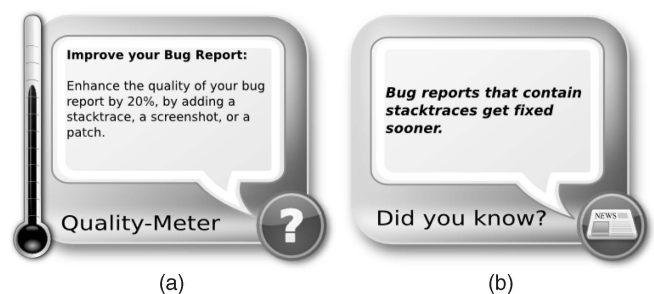 Improve your Bug Report:
Enhance the quality of your bug
report by 20%, by adding a
stacktrace, a screenshot, or a
patch.
Quality-Meter
?
(a)
Bug reports that contain
stacktraces get fixed
sooner.
Did you know?
NEWS
(b)